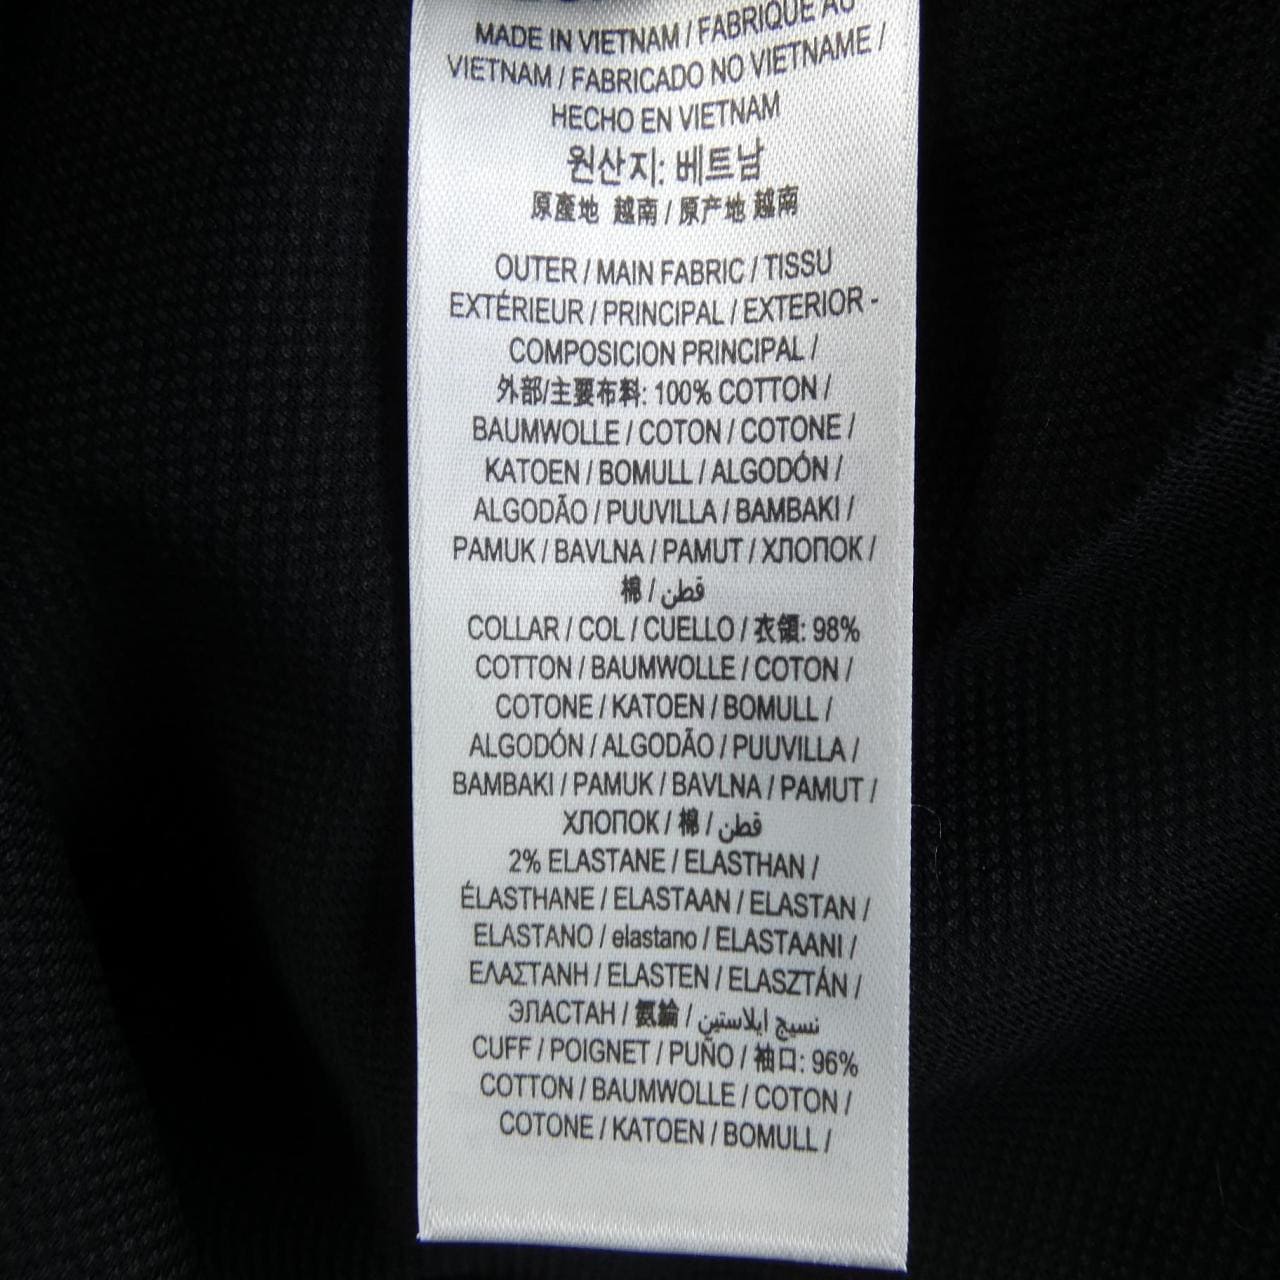 MADE IN VIETNAM / FABRIQUE AU
VIETNAM / FABRICADO NO VIETNAME /
HECHO EN VIETNAM
원산지: 베트남
原產地 越南 / 原产地 越南
OUTER / MAIN FABRIC / TISSU
EXTÉRIEUR / PRINCIPAL / EXTERIOR -
COMPOSICION PRINCIPAL /
外部/主要布料: 100% COTTON /
BAUMWOLLE / COTON / COTONE /
KATOEN / BOMULL / ALGODÓN /
ALGODÃO / PUUVILLA / BAMBAKI /
PAMUK / BAVLNA / PAMUT / ХЛОПОК /
棉 / قطن
COLLAR / COL / CUELLO / 衣領: 98%
COTTON / BAUMWOLLE / COTON /
COTONE / KATOEN / BOMULL /
ALGODÓN / ALGODÃO / PUUVILLA /
BAMBAKI / PAMUK / BAVLNA / PAMUT /
ХЛОПОК / 棉 / قطن
2% ELASTANE / ELASTHAN /
ÉLASTHANE / ELASTAAN / ELASTAN /
ELASTANO / elastano / ELASTAANI /
ΕΛΑΣΤΑΝΗ / ELASTEN / ELASZTÁN /
ЭЛАСТАН / 氨綸 / نسيج ايلاستين
CUFF / POIGNET / PUÑO / 袖口: 96%
COTTON / BAUMWOLLE / COTON /
COTONE / KATOEN / BOMULL /